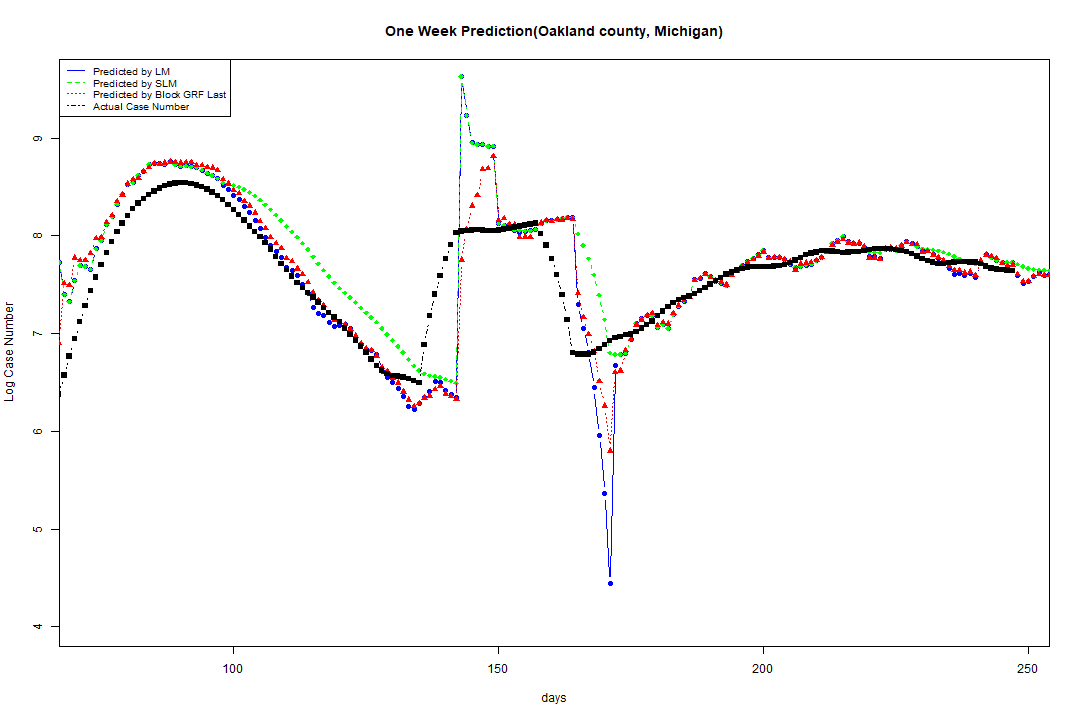 One Week Prediction(Oakland county, Michigan)
Predicted by LM
Predicted by SLM
Predicted by Block GRF Last
Actual Case Number
9
8
7
6
5
4
Log Case Number
100
150
200
250
days